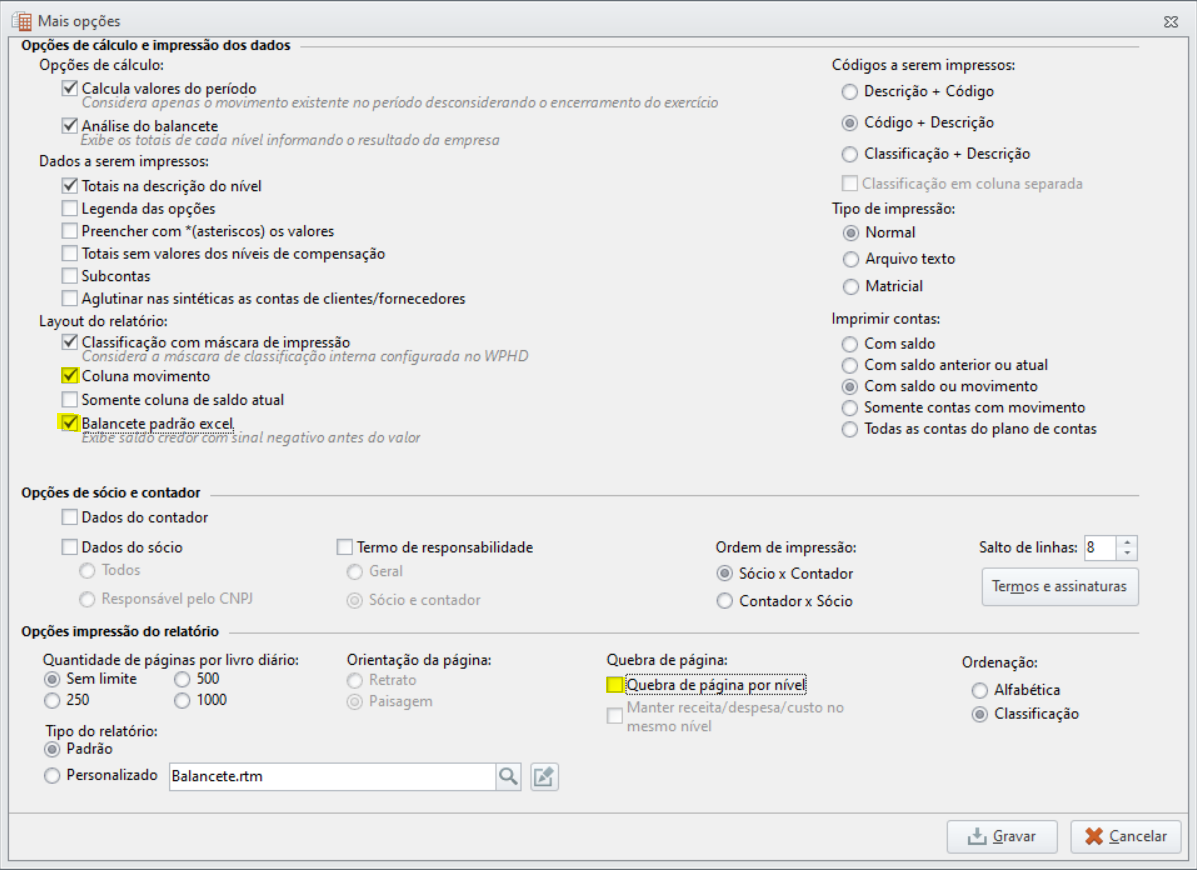 Mais opções
Opções de cálculo e impressão dos dados
Opções de cálculo:
Calcula valores do período
Considera apenas o movimento existente no período desconsiderando o encerramento do exercício
Análise do balancete
Exibe os totais de cada nível informando o resultado da empresa
Dados a serem impressos:
Totais na descrição do nível
Legenda das opções
Preencher com *(asteriscos) os valores
Totais sem valores dos níveis de compensação
Subcontas
Aglutinar nas sintéticas as contas de clientes/fornecedores
Layout do relatório:
Classificação com máscara de impressão
Considera a máscara de classificação interna configurada no WPHD
Coluna movimento
Somente coluna de saldo atual
Balancete padrão excel
Exibe saldo credor com sinal negativo antes do valor
Códigos a serem impressos:
Descrição + Código
Código + Descrição
Classificação + Descrição
Classificação em coluna separada
Tipo de impressão:
Normal
Arquivo texto
Matricial
Imprimir contas:
Com saldo
Com saldo anterior ou atual
Com saldo ou movimento
Somente contas com movimento
Todas as contas do plano de contas
Opções de sócio e contador
Dados do contador
Dados do sócio
Todos
Responsável pelo CNPJ
Termo de responsabilidade
Geral
Sócio e contador
Ordem de impressão:
Sócio x Contador
Contador x Sócio
Salto de linhas: 8
Termos e assinaturas
Opções impressão do relatório
Quantidade de páginas por livro diário:
Sem limite 500
250 1000
Tipo do relatório:
Padrão
Personalizado Balancete.rtm
Orientação da página:
Retrato
Paisagem
Quebra de página:
Quebra de página por nível
Manter receita/despesa/custo no
mesmo nível
Ordenação:
Alfabética
Classificação
Gravar
Cancelar